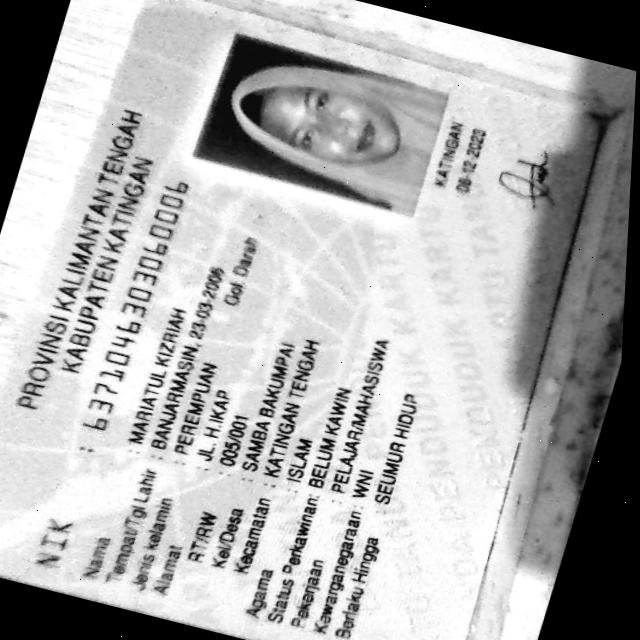 PROVINSI KALIMANTAN TENGAH
KABUPATEN KATINGAN
NIK : 6371046303060006
Nama : MARIATUL KIZRIAH
Tempat/Tgl Lahir : BANJARMASIN, 23-03-2006
Jenis kelamin : PEREMPUAN Gol. Darah
Alamat : JL. H.IKAP
RT/RW : 005/001
Kel/Desa : SAMBA BAKUMPAI
Kecamatan : KATINGAN TENGAH
Agama : ISLAM
Status Perkawinan: BELUM KAWIN
Pekerjaan : PELAJAR/MAHASISWA
Kewarganegaraan: WNI
Berlaku Hingga : SEUMUR HIDUP
KATINGAN
08-12-2023